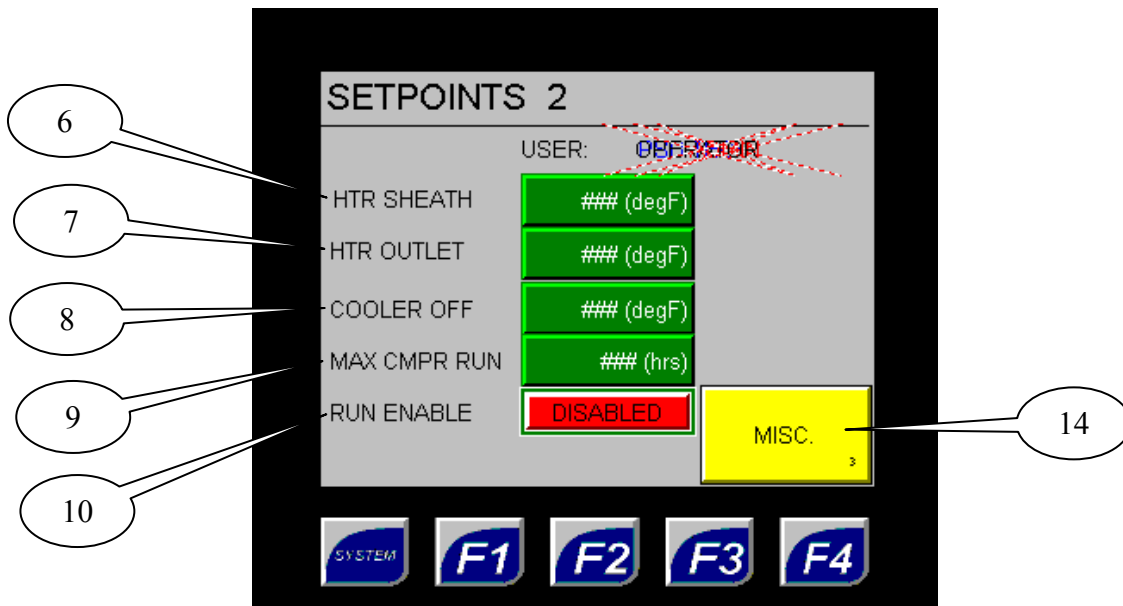 SETPOINTS 2
USER:
6
HTR SHEATH ### (degF)
7
HTR OUTLET ### (degF)
8
COOLER OFF ### (degF)
9
MAX CMPR RUN ### (hrs)
10
RUN ENABLE DISABLED
MISC.
3
14
SYSTEM F1 F2 F3 F4